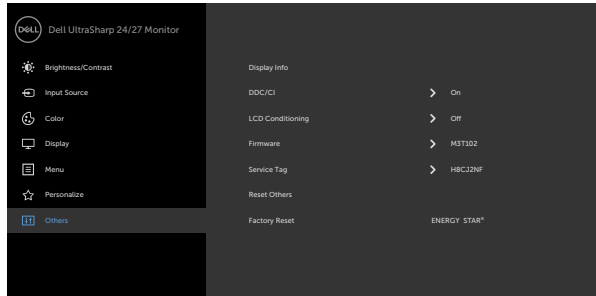 DELL Dell UltraSharp 24/27 Monitor
Brightness/Contrast
Input Source
Color
Display
Menu
Personalize
Others
Display Info
DDC/CI On
LCD Conditioning Off
Firmware M3T102
Service Tag H8CJ2NF
Reset Others
Factory Reset ENERGY STAR®